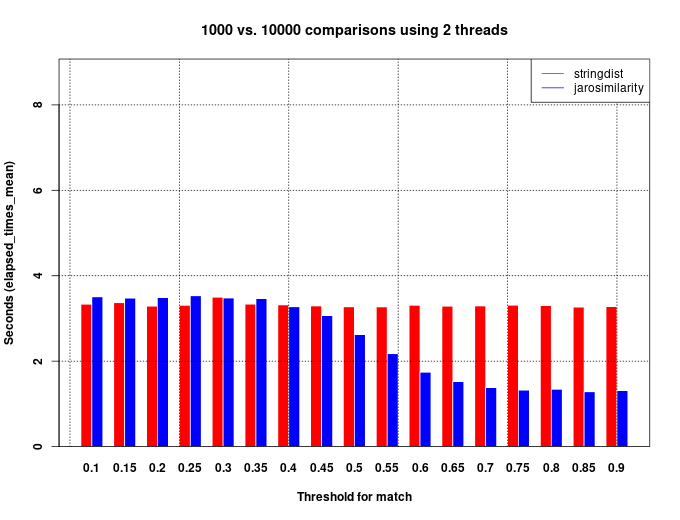 1000 vs. 10000 comparisons using 2 threads
stringdist
jarosimilarity
8
6
4
2
0
Seconds (elapsed_times_mean)
0.1 0.15 0.2 0.25 0.3 0.35 0.4 0.45 0.5 0.55 0.6 0.65 0.7 0.75 0.8 0.85 0.9
Threshold for match